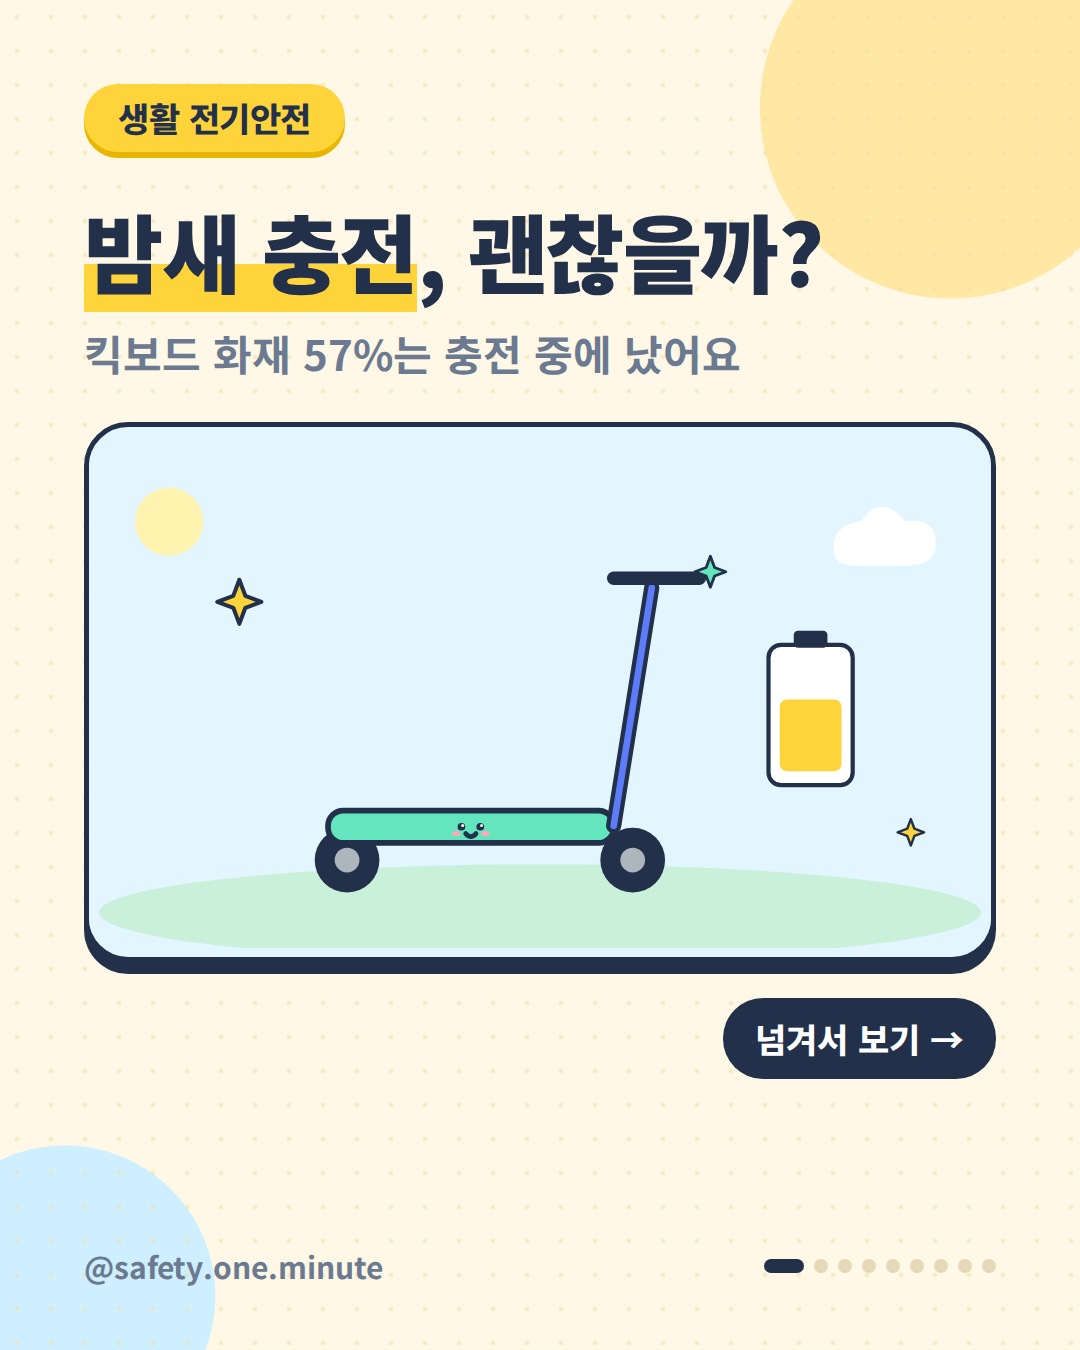 생활 전기안전
밤새 충전, 괜찮을까?
킥보드 화재 57%는 충전 중에 났어요
넘겨서 보기 →
@safety.one.minute